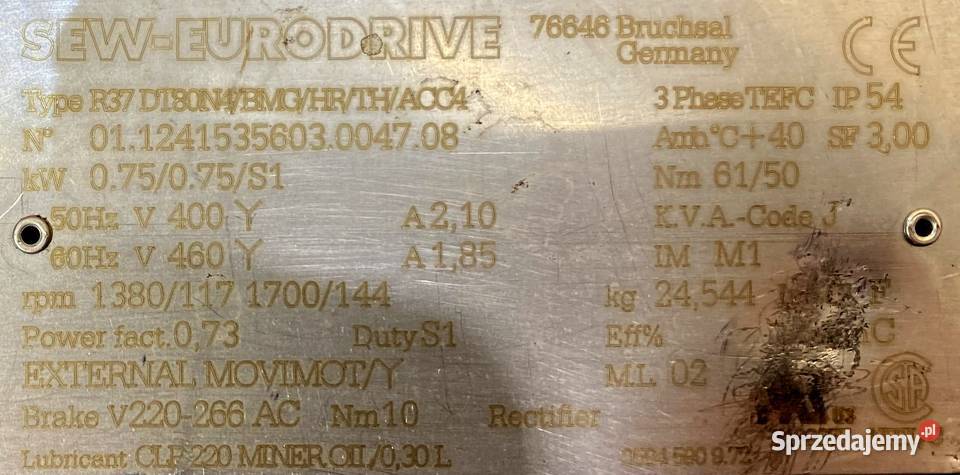 SEW-EURODRIVE 76646 Bruchsal Germany CE
Type R37 DT80N4/BMG/HR/TH/ACC4 3 Phase TEFC IP 54
N° 01.1241535603.0047.08 Amb°C+40 SF 3,00
kW 0.75/0.75/S1 Nm 61/50
50Hz V 400 Y A 2,10 K.V.A.-Code J
60Hz V 460 Y A 1,85 IM M1
rpm 1380/117 1700/144 kg 24,544
Power fact. 0,73 Duty S1 Eff%
EXTERNAL MOVIMOT/Y M.L. 02
Brake V220-266 AC Nm 10 Rectifier
Lubricant CLP 220 MINER.OIL/0,30 L
Sprzedajemy.pl